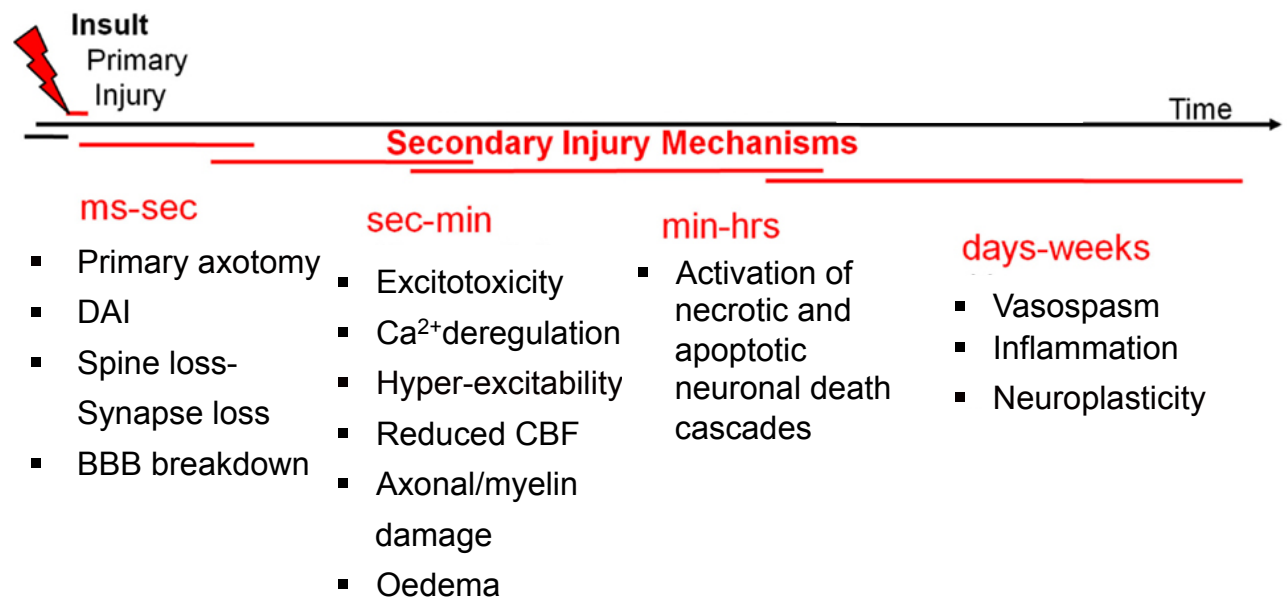 Insult
Primary
Injury
Time
Secondary Injury Mechanisms
ms-sec
▪ Primary axotomy
▪ DAI
▪ Spine loss-
Synapse loss
▪ BBB breakdown
sec-min
▪ Excitotoxicity
▪ Ca²⁺deregulation
▪ Hyper-excitability
▪ Reduced CBF
▪ Axonal/myelin
damage
▪ Oedema
min-hrs
▪ Activation of
necrotic and
apoptotic
neuronal death
cascades
days-weeks
▪ Vasospasm
▪ Inflammation
▪ Neuroplasticity